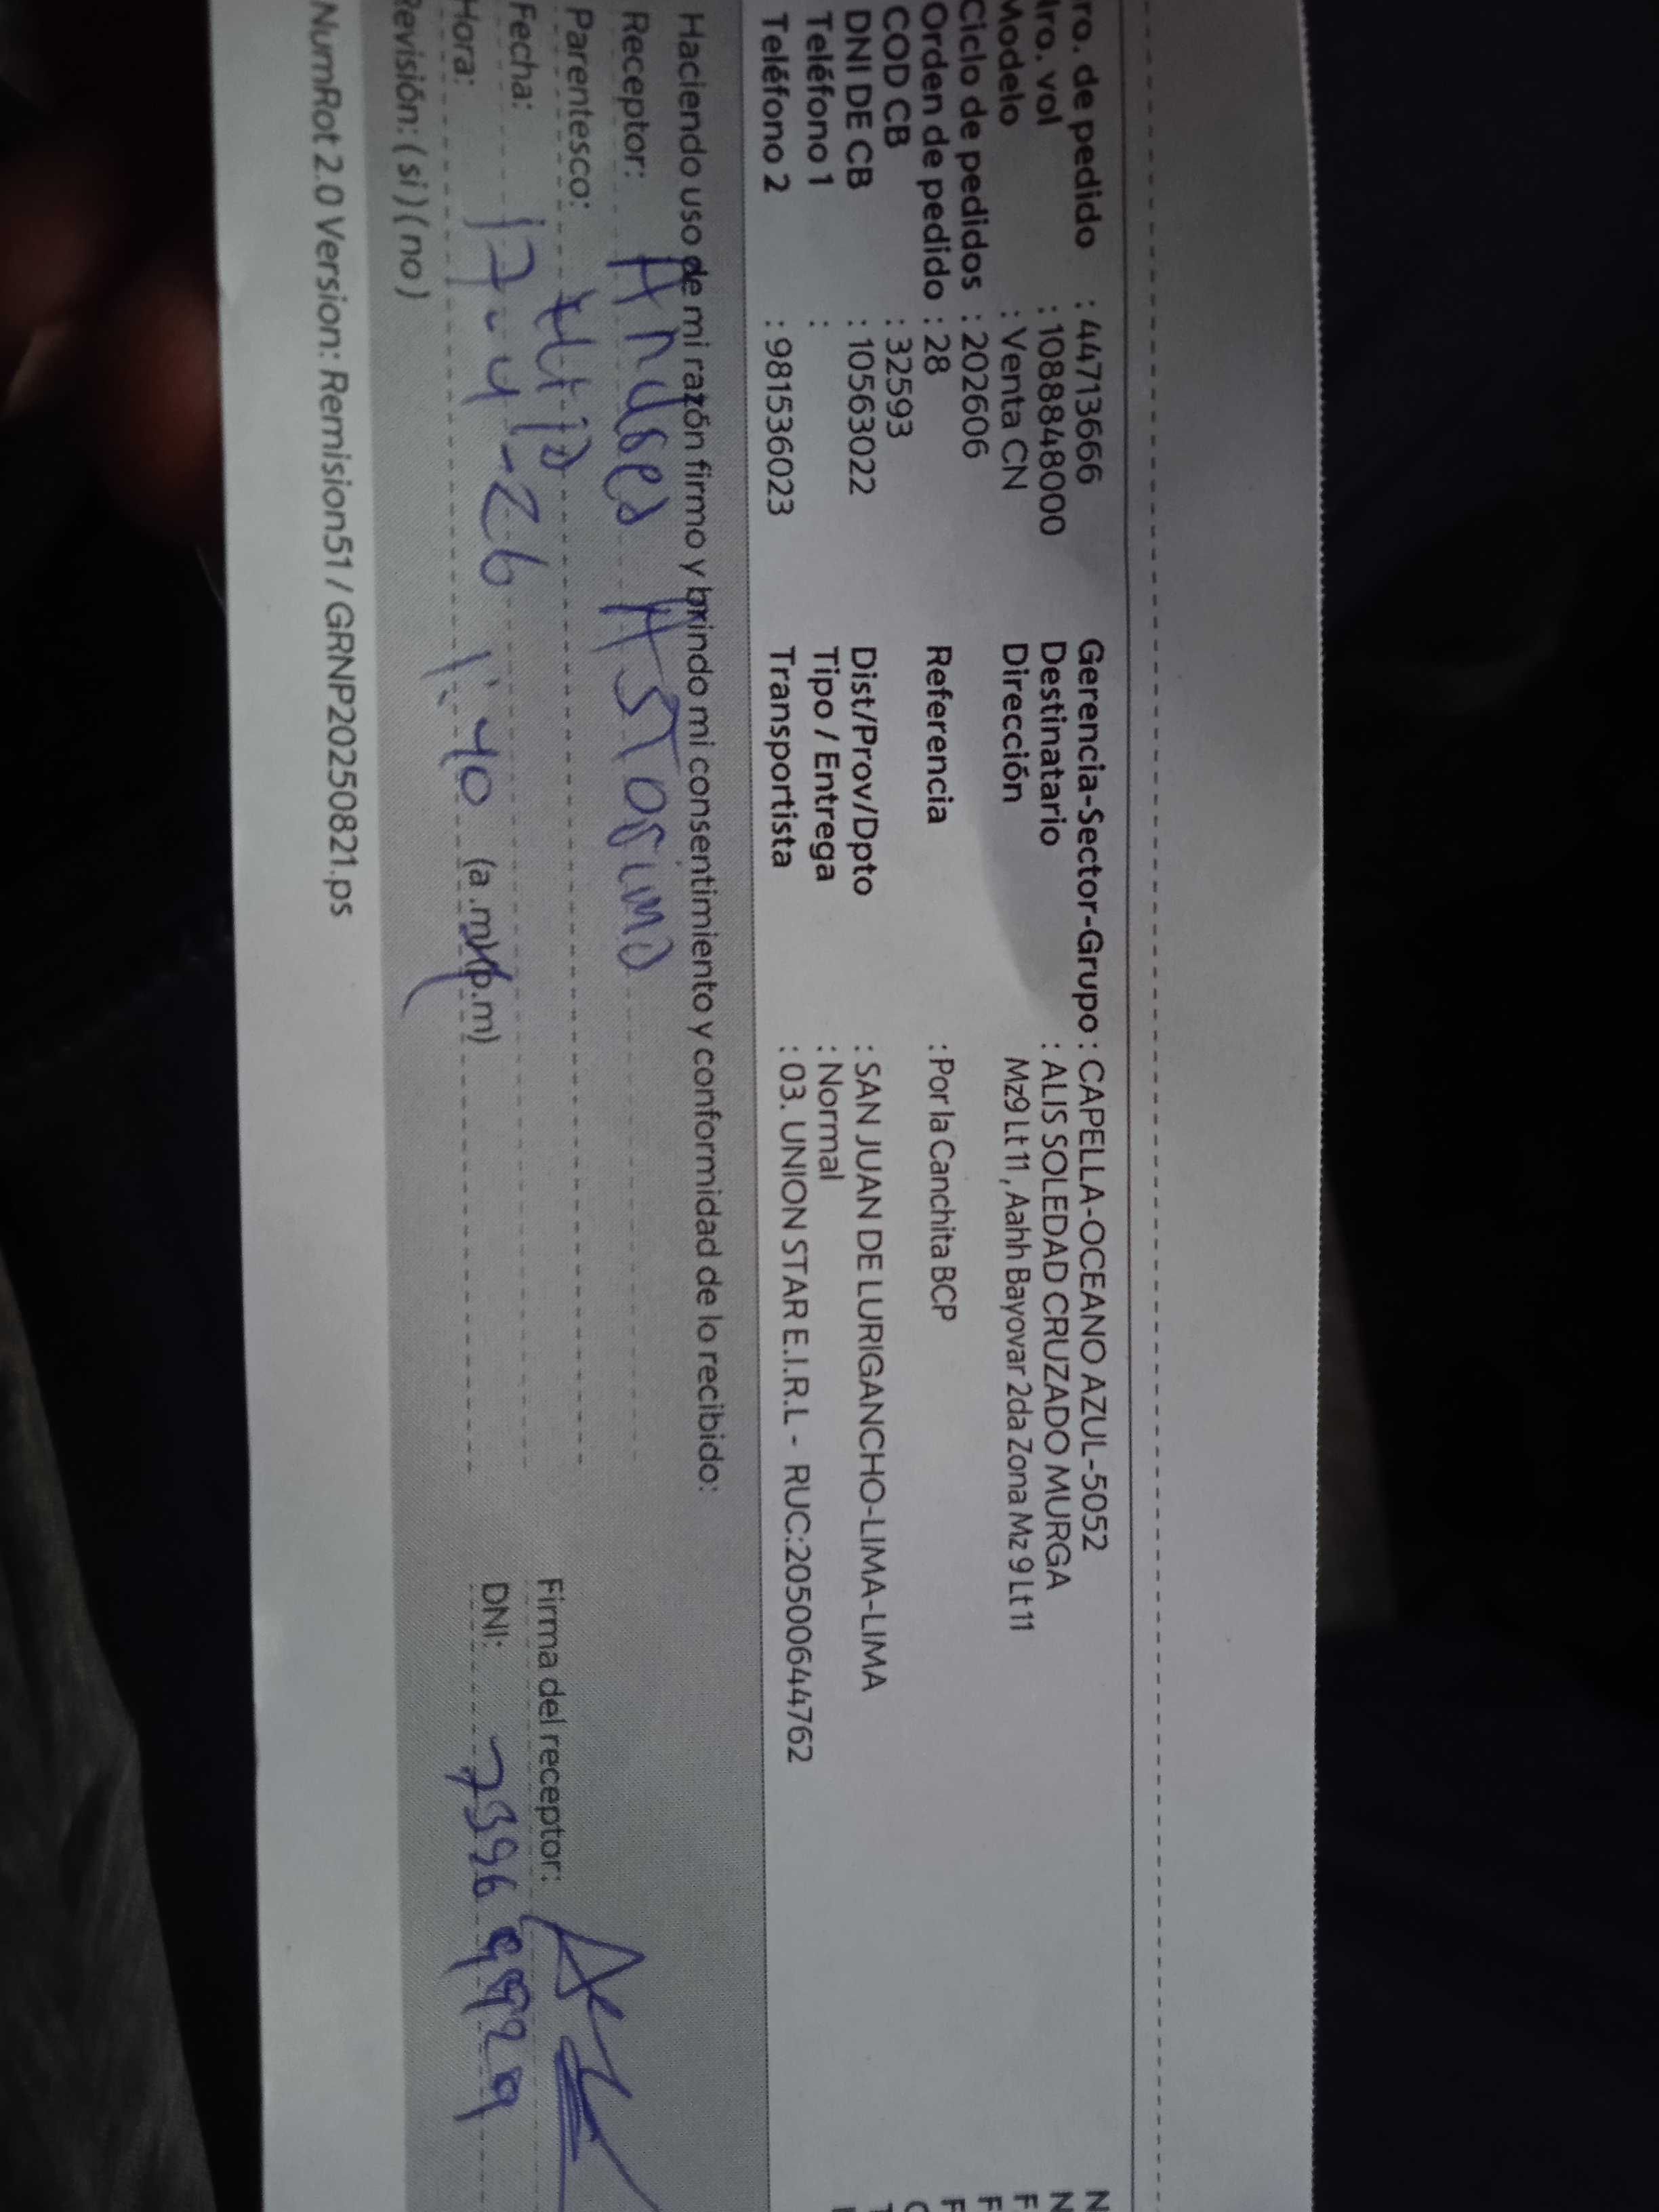 ro. de pedido : 44713666
Nro. vol : 1088848000
Modelo : Venta CN
Ciclo de pedidos : 202606
Orden de pedido : 28
COD CB : 32593
DNI DE CB : 10563022
Teléfono 1 :
Teléfono 2 : 981536023
Gerencia-Sector-Grupo : CAPELLA-OCEANO AZUL-5052
Destinatario : ALIS SOLEDAD CRUZADO MURGA
Dirección Mz9 Lt 11 , Aahh Bayovar 2da Zona Mz 9 Lt 11
Referencia : Por la Canchita BCP
Dist/Prov/Dpto : SAN JUAN DE LURIGANCHO-LIMA-LIMA
Tipo / Entrega : Normal
Transportista : 03. UNION STAR E.I.R.L - RUC:20500644762
Haciendo uso de mi razón firmo y brindo mi consentimiento y conformidad de lo recibido:
Receptor:
Parentesco:
Fecha: 17-4-26
Hora: 1:40 (a .m)(p.m)
Revisión: ( si ) ( no )
Firma del receptor:
DNI:
NumRot 2.0 Version: Remision51 / GRNP20250821.ps